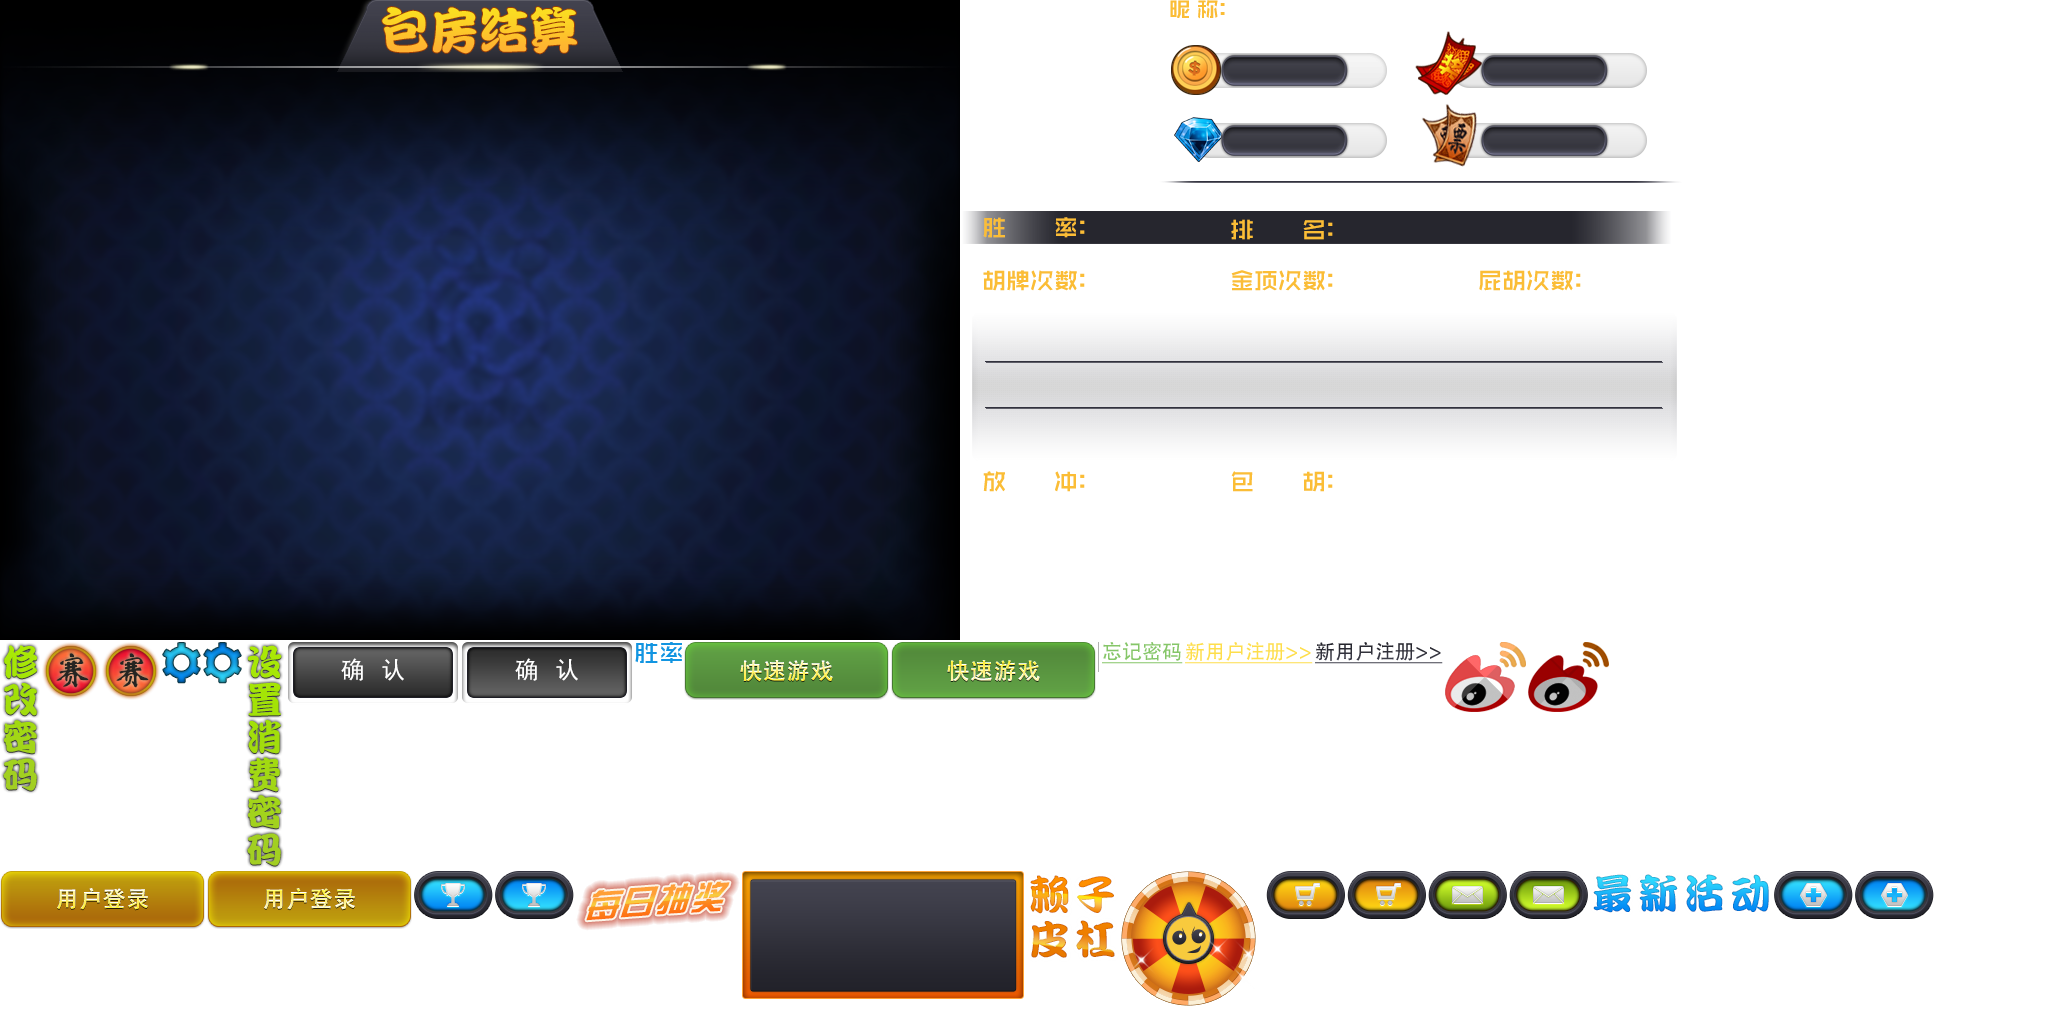 包房结算
昵 称:
票
胜 率: 排 名:
胡牌次数: 金顶次数: 屁胡次数:
放 冲: 包 胡:
修改密码
赛
赛
设置消费密码
确 认
确 认
胜率
快速游戏
快速游戏
忘记密码
新用户注册>>
新用户注册>>
用户登录
用户登录
每日抽奖
赖子
皮杠
最新活动